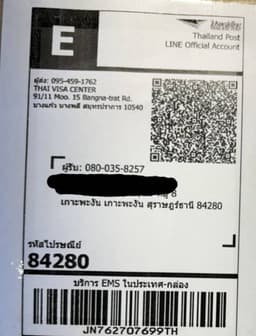 E
Thailand Post
LINE Official Account
ผู้ส่ง: 095-459-1762
THAI VISA CENTER
91/11 Moo. 15 Bangna-trat Rd.
บางแก้ว บางพลี สมุทรปราการ 10540
ผู้รับ: 080-035-8257
หมู่ 8
เกาะพะงัน เกาะพะงัน สุราษฎร์ธานี 84280
รหัสไปรษณีย์
84280
บริการ EMS ในประเทศ-กล่อง
JN762707699TH